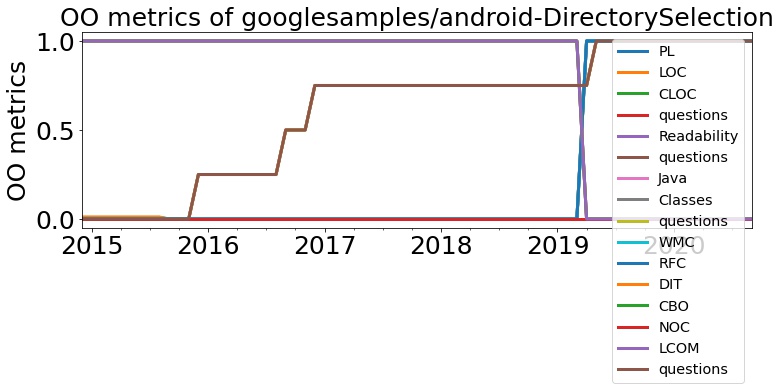 OO metrics of googlesamples/android-DirectorySelection
OO metrics
1.0
0.5
0.0
2015 2016 2017 2018 2019 2020
PL
LOC
CLOC
questions
Readability
questions
Java
Classes
questions
WMC
RFC
DIT
CBO
NOC
LCOM
questions